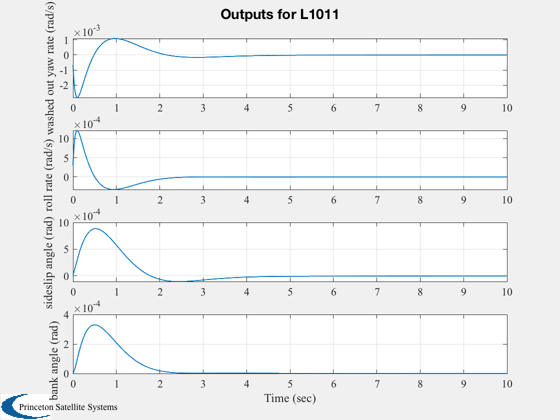 Outputs for L1011
×10-3
washed out yaw rate (rad/s)
1
0
-1
-2
0 1 2 3 4 5 6 7 8 9 10
×10-4
roll rate (rad/s)
10
5
0
0 1 2 3 4 5 6 7 8 9 10
×10-4
sideslip angle (rad)
10
5
0
0 1 2 3 4 5 6 7 8 9 10
×10-4
bank angle (rad)
4
2
0
0 1 2 3 4 5 6 7 8 9 10
Time (sec)
Princeton Satellite Systems